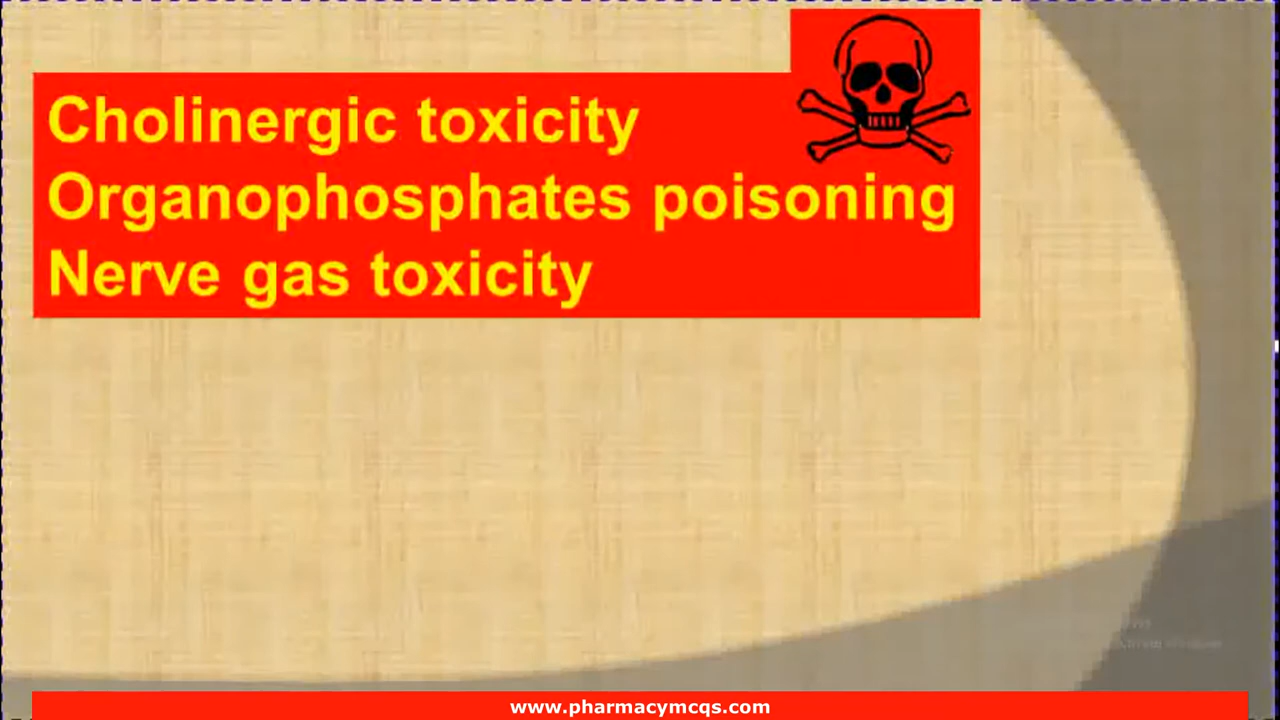 Cholinergic toxicity
Organophosphates poisoning
Nerve gas toxicity
www.pharmacymcqs.com